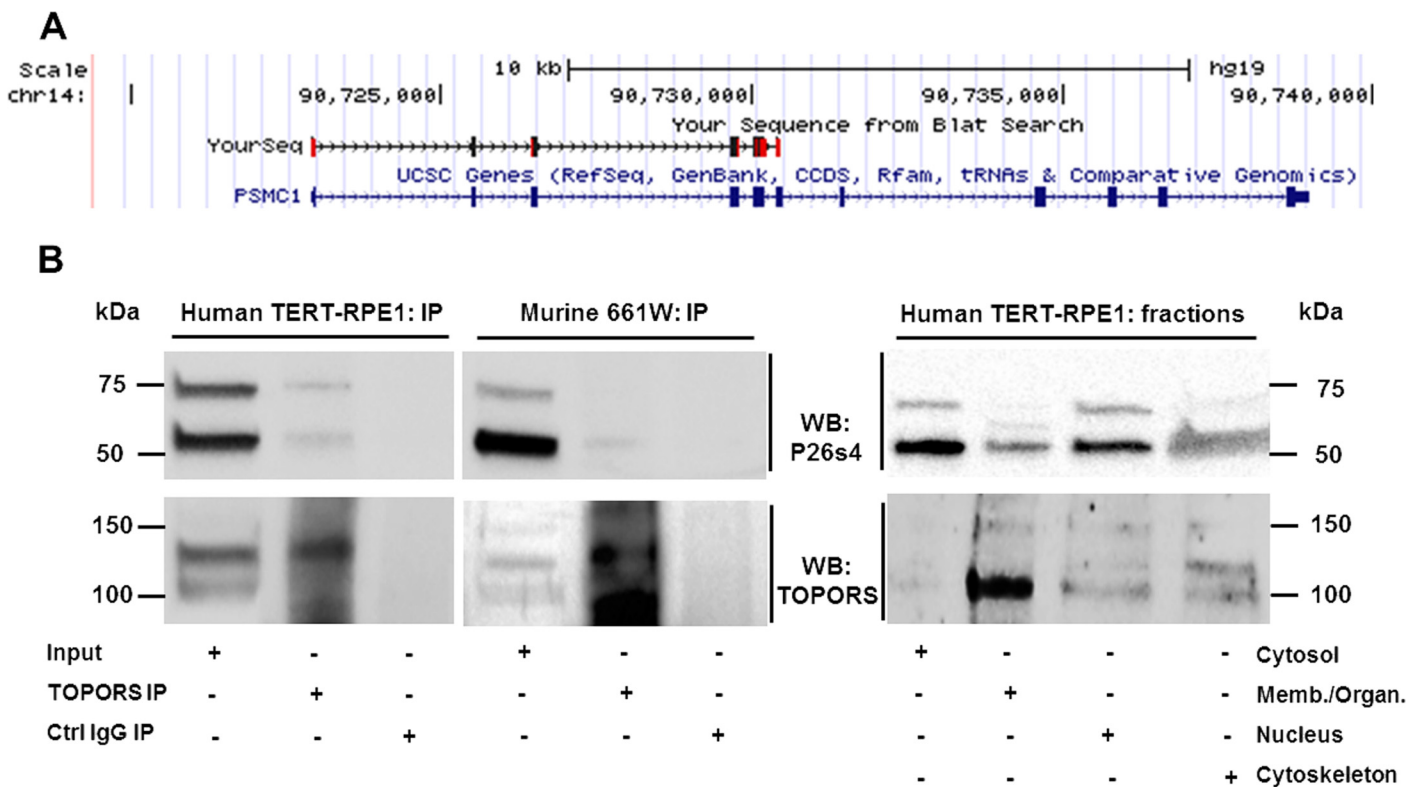 A
Scale
10 kb
hg19
chr14:
90,725,000
90,730,000
90,735,000
90,740,000
Your Sequence from Blat Search
YourSeq
UCSC Genes (RefSeq, GenBank, CCDS, Rfam, tRNAs & Comparative Genomics)
PSMC1
B
kDa
Human TERT-RPE1: IP
Murine 661W: IP
Human TERT-RPE1: fractions
kDa
75
50
WB:
P26s4
75
50
150
100
WB:
TOPORS
150
100
Input + - - + - - + - - - Cytosol
TOPORS IP - + - - + - - + - - Memb./Organ.
Ctrl IgG IP - - + - - + - - + - Nucleus
- - - + Cytoskeleton